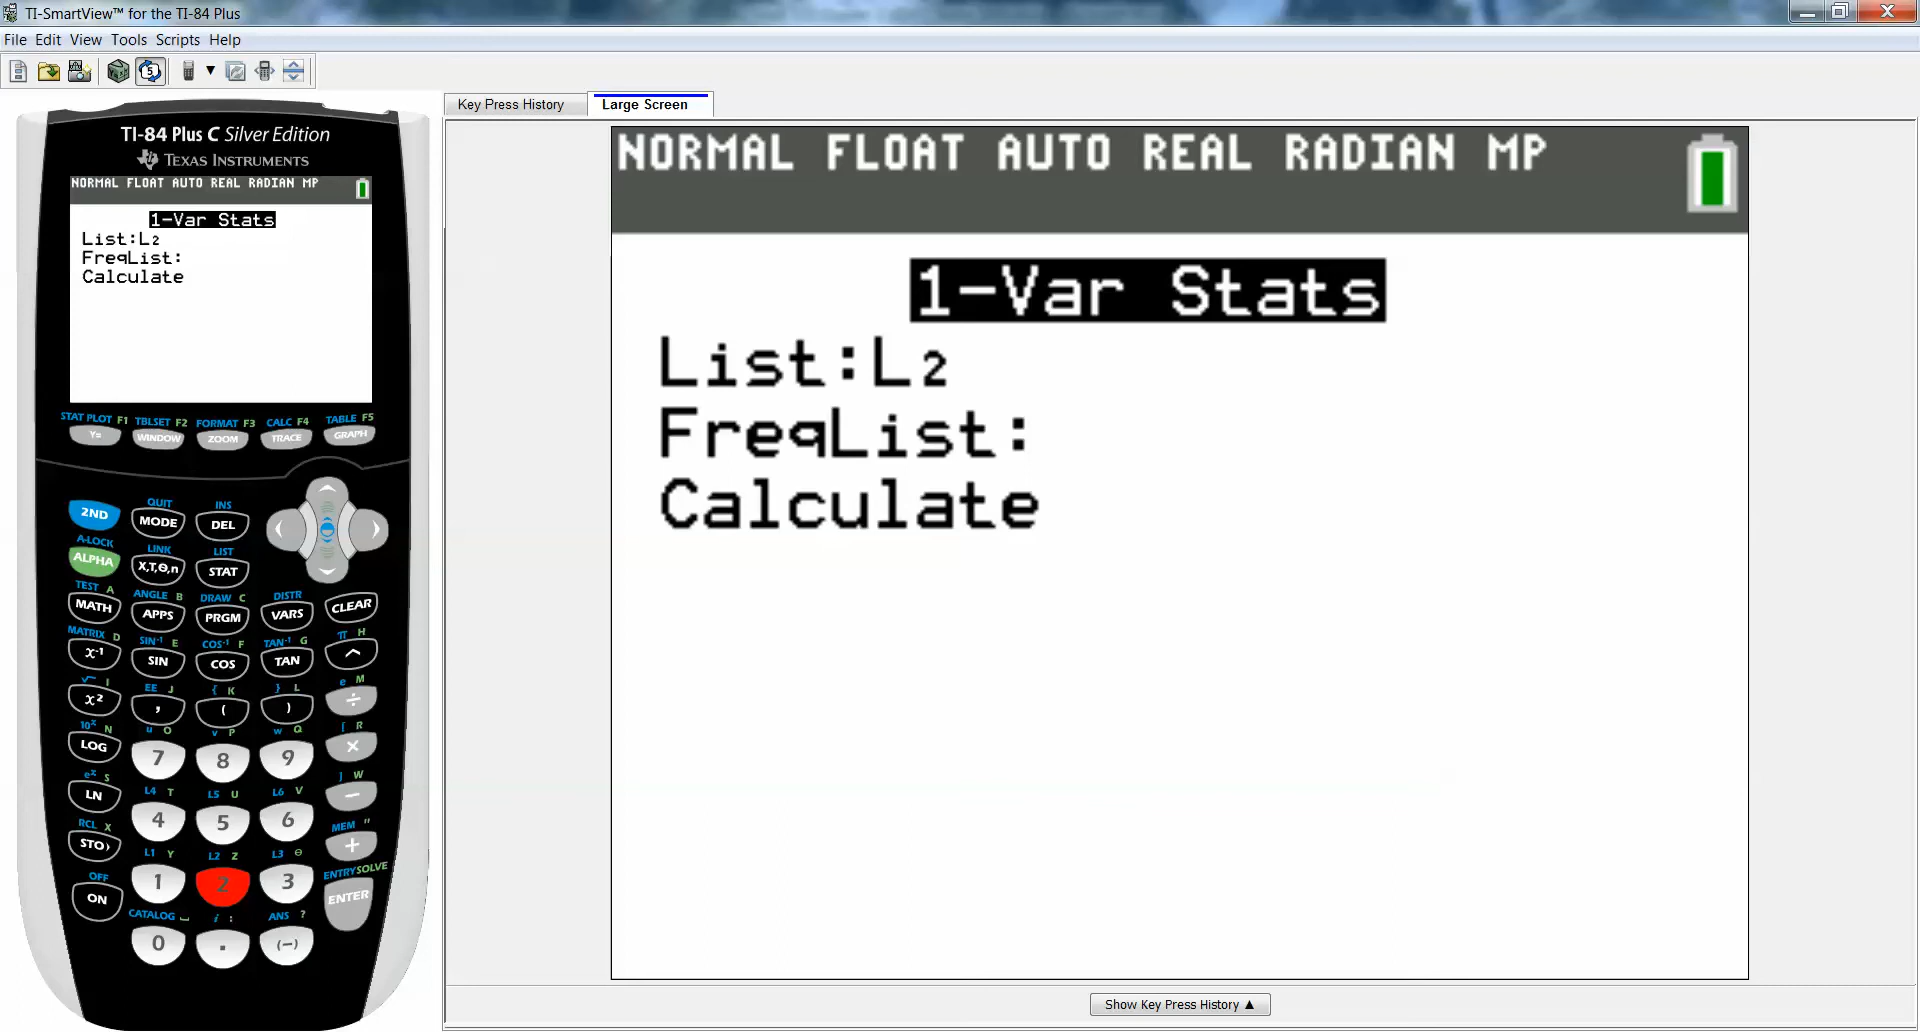 TI-SmartView™ for the TI-84 Plus
File Edit View Tools Scripts Help
Key Press History Large Screen
TI-84 Plus C Silver Edition
TEXAS INSTRUMENTS
NORMAL FLOAT AUTO REAL RADIAN MP
1-Var Stats
List:L2
FreqList:
Calculate
STAT PLOT F1 TBLSET F2 FORMAT F3 CALC F4 TABLE F5
Y= WINDOW ZOOM TRACE GRAPH
QUIT INS
2ND MODE DEL
A-LOCK LINK LIST
ALPHA X,T,Θ,n STAT
TEST A ANGLE B DRAW C DISTR
MATH APPS PRGM VARS CLEAR
MATRIX D SIN-1 E COS-1 F TAN-1 G π H
x-1 SIN COS TAN ^
√ I EE J { K } L e M
x2 , ( ) ÷
10x N u O v P w Q [ R
LOG 7 8 9 ×
ex S L4 T L5 U L6 V ] W
LN 4 5 6 −
RCL X L1 Y L2 Z L3 Θ MEM "
STO› 1 2 3 +
OFF ENTRY SOLVE
ON ENTER
CATALOG ⎵ i : ANS ?
0 . (−)
NORMAL FLOAT AUTO REAL RADIAN MP
1-Var Stats
List:L2
FreqList:
Calculate
Show Key Press History ▲